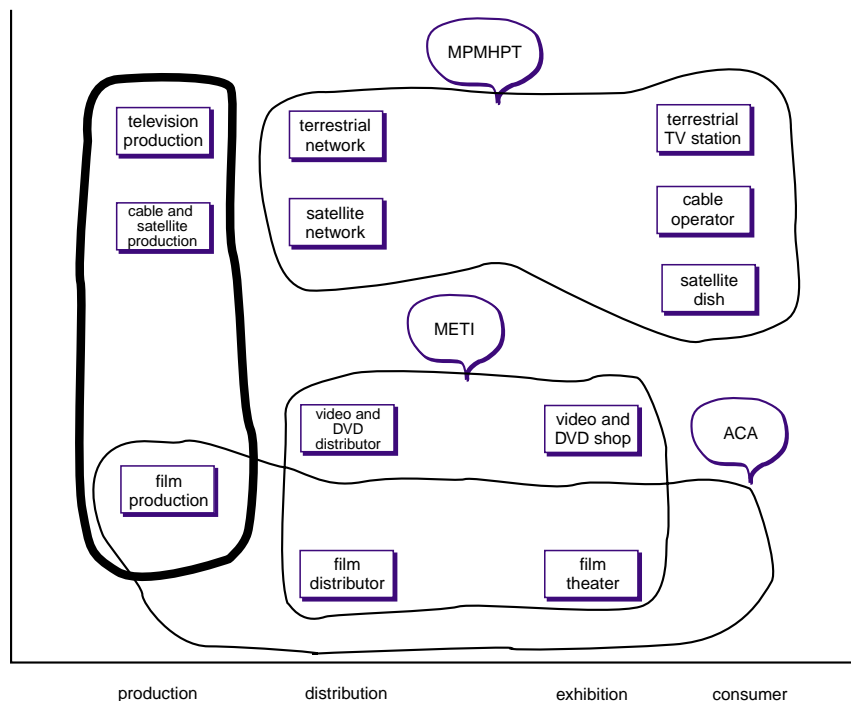 MPMHPT
television
production
terrestrial
network
terrestrial
TV station
cable and
satellite
production
satellite
network
cable
operator
satellite
dish
METI
video and
DVD
distributor
video and
DVD shop
ACA
film
production
film
distributor
film
theater
production
distribution
exhibition
consumer